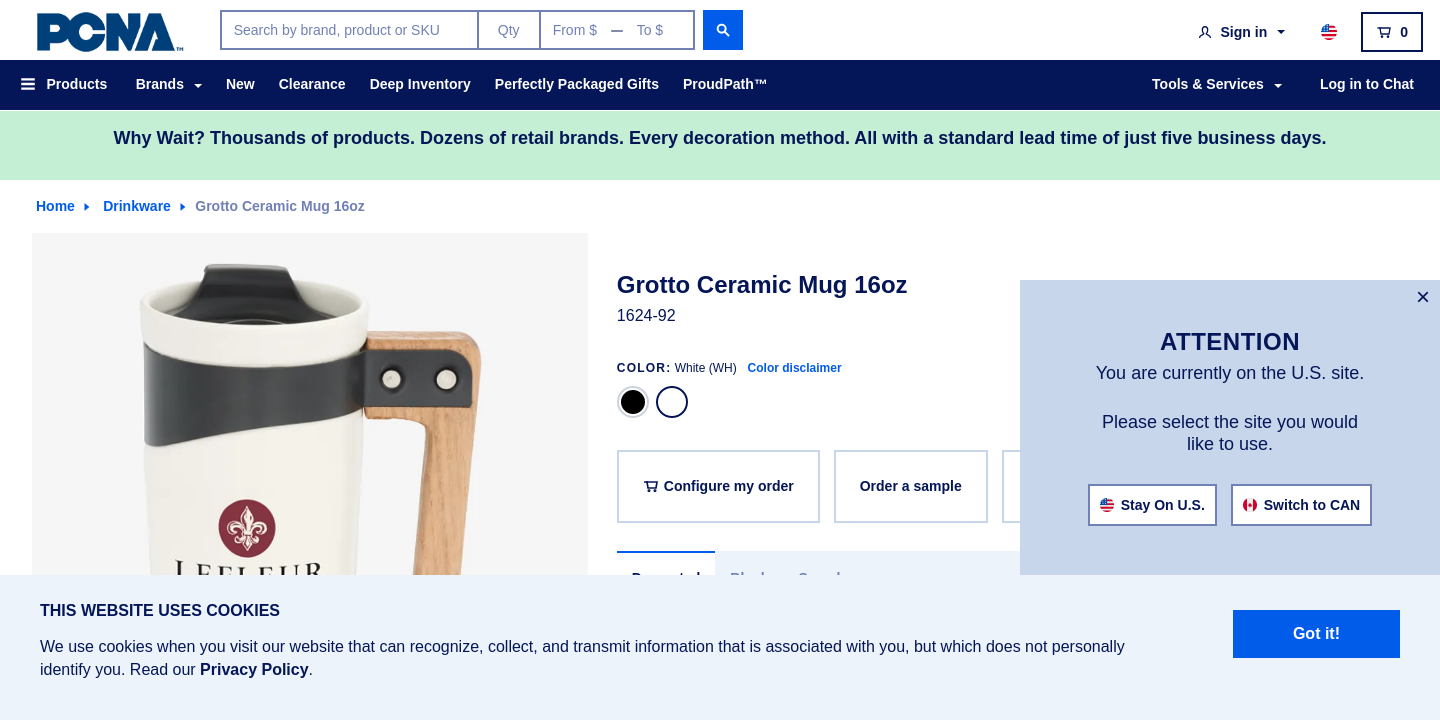 PCNA™
Search by brand, product or SKU
Qty
From $ — To $
Sign in
0
Products
Brands
New
Clearance
Deep Inventory
Perfectly Packaged Gifts
ProudPath™
Tools & Services
Log in to Chat
Why Wait? Thousands of products. Dozens of retail brands. Every decoration method. All with a standard lead time of just five business days.
Home
Drinkware
Grotto Ceramic Mug 16oz
Grotto Ceramic Mug 16oz
1624-92
COLOR: White (WH) Color disclaimer
Configure my order
Order a sample
×
ATTENTION
You are currently on the U.S. site.
Please select the site you would
like to use.
Stay On U.S.
Switch to CAN
LEFLEUR
THIS WEBSITE USES COOKIES
We use cookies when you visit our website that can recognize, collect, and transmit information that is associated with you, but which does not personally
identify you. Read our Privacy Policy.
Got it!